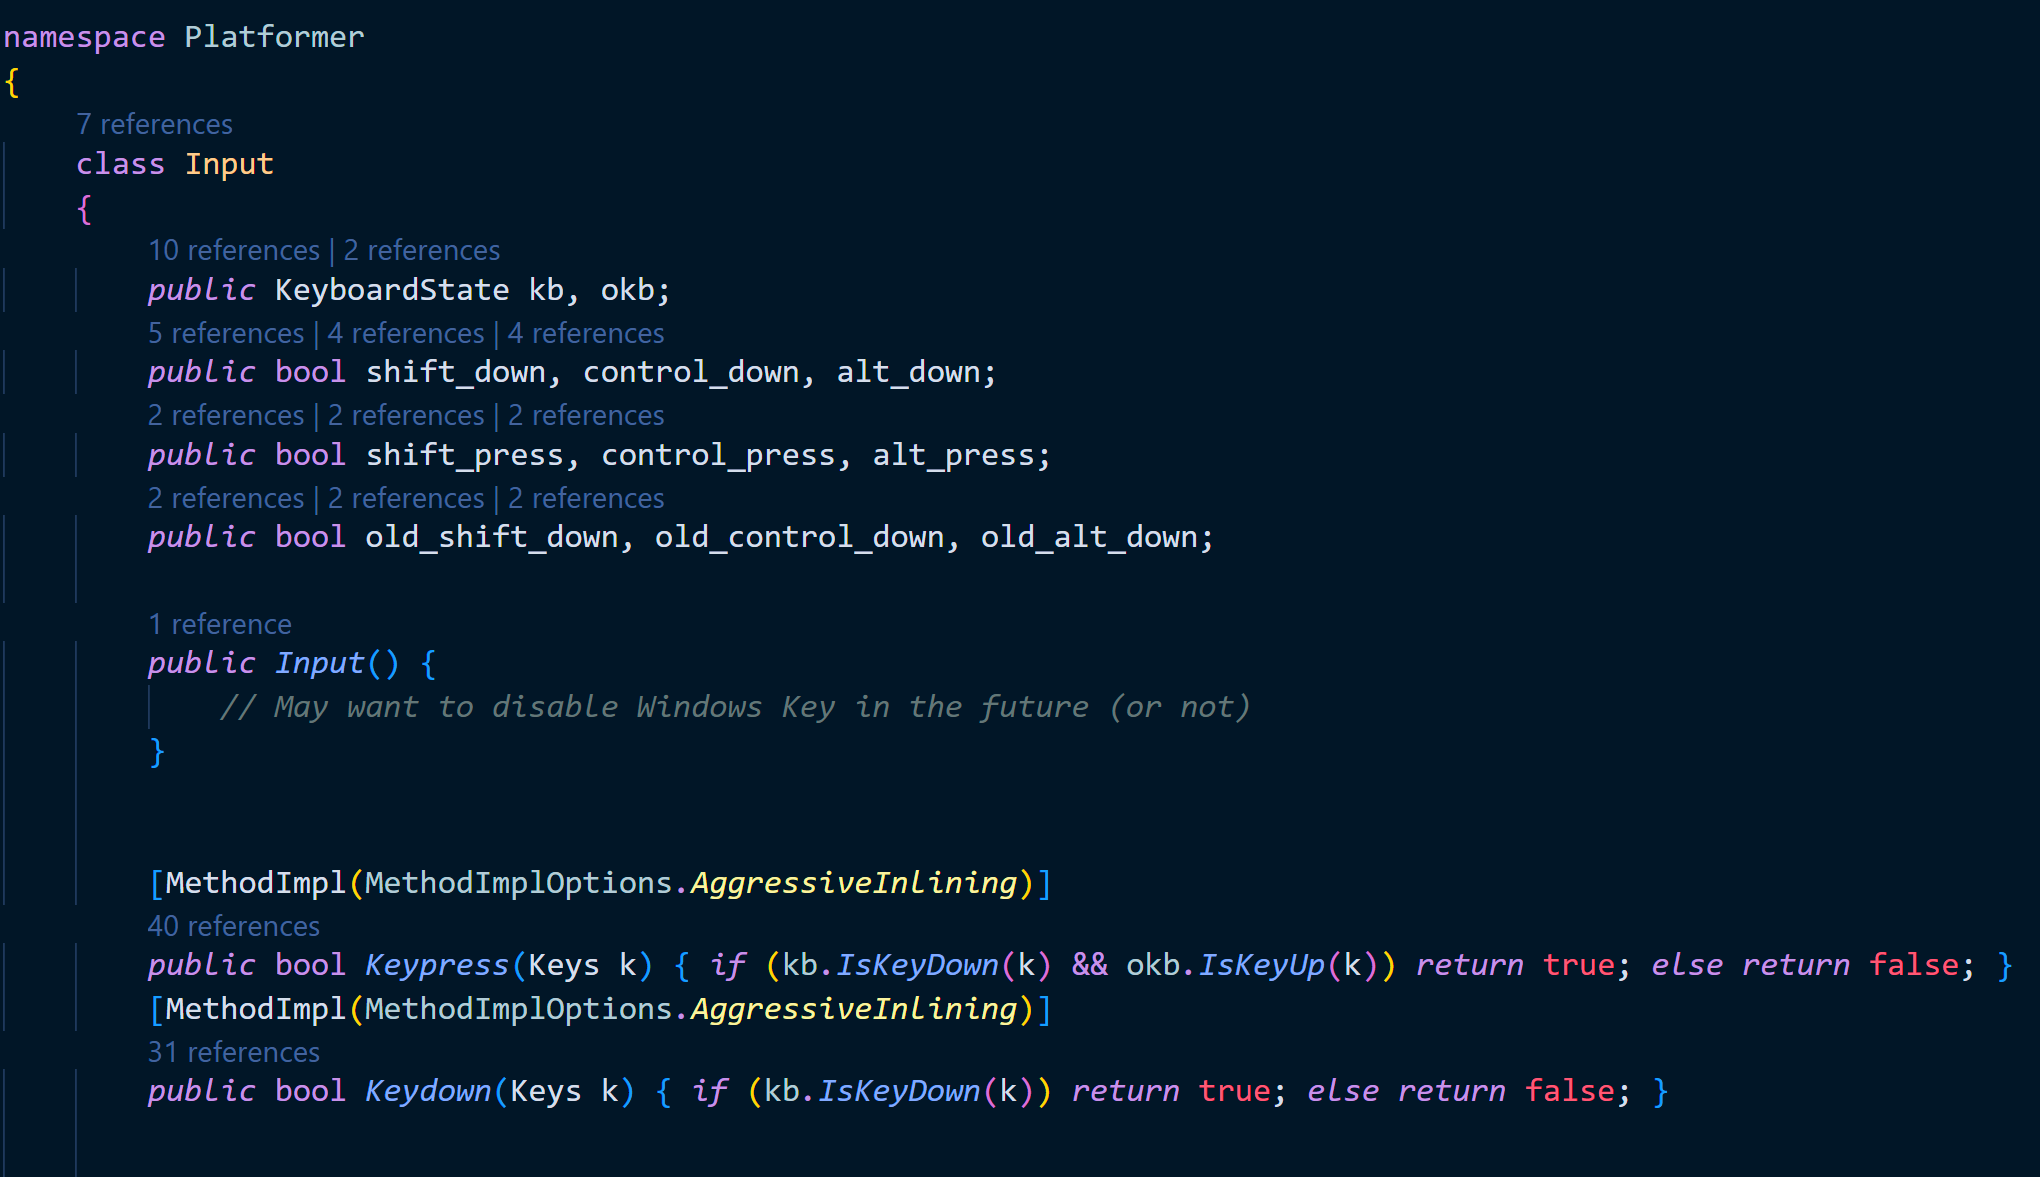 namespace Platformer
{
7 references
class Input
{
10 references | 2 references
public KeyboardState kb, okb;
5 references | 4 references | 4 references
public bool shift_down, control_down, alt_down;
2 references | 2 references | 2 references
public bool shift_press, control_press, alt_press;
2 references | 2 references | 2 references
public bool old_shift_down, old_control_down, old_alt_down;
1 reference
public Input() {
// May want to disable Windows Key in the future (or not)
}
[MethodImpl(MethodImplOptions.AggressiveInlining)]
40 references
public bool Keypress(Keys k) { if (kb.IsKeyDown(k) && okb.IsKeyUp(k)) return true; else return false; }
[MethodImpl(MethodImplOptions.AggressiveInlining)]
31 references
public bool Keydown(Keys k) { if (kb.IsKeyDown(k)) return true; else return false; }